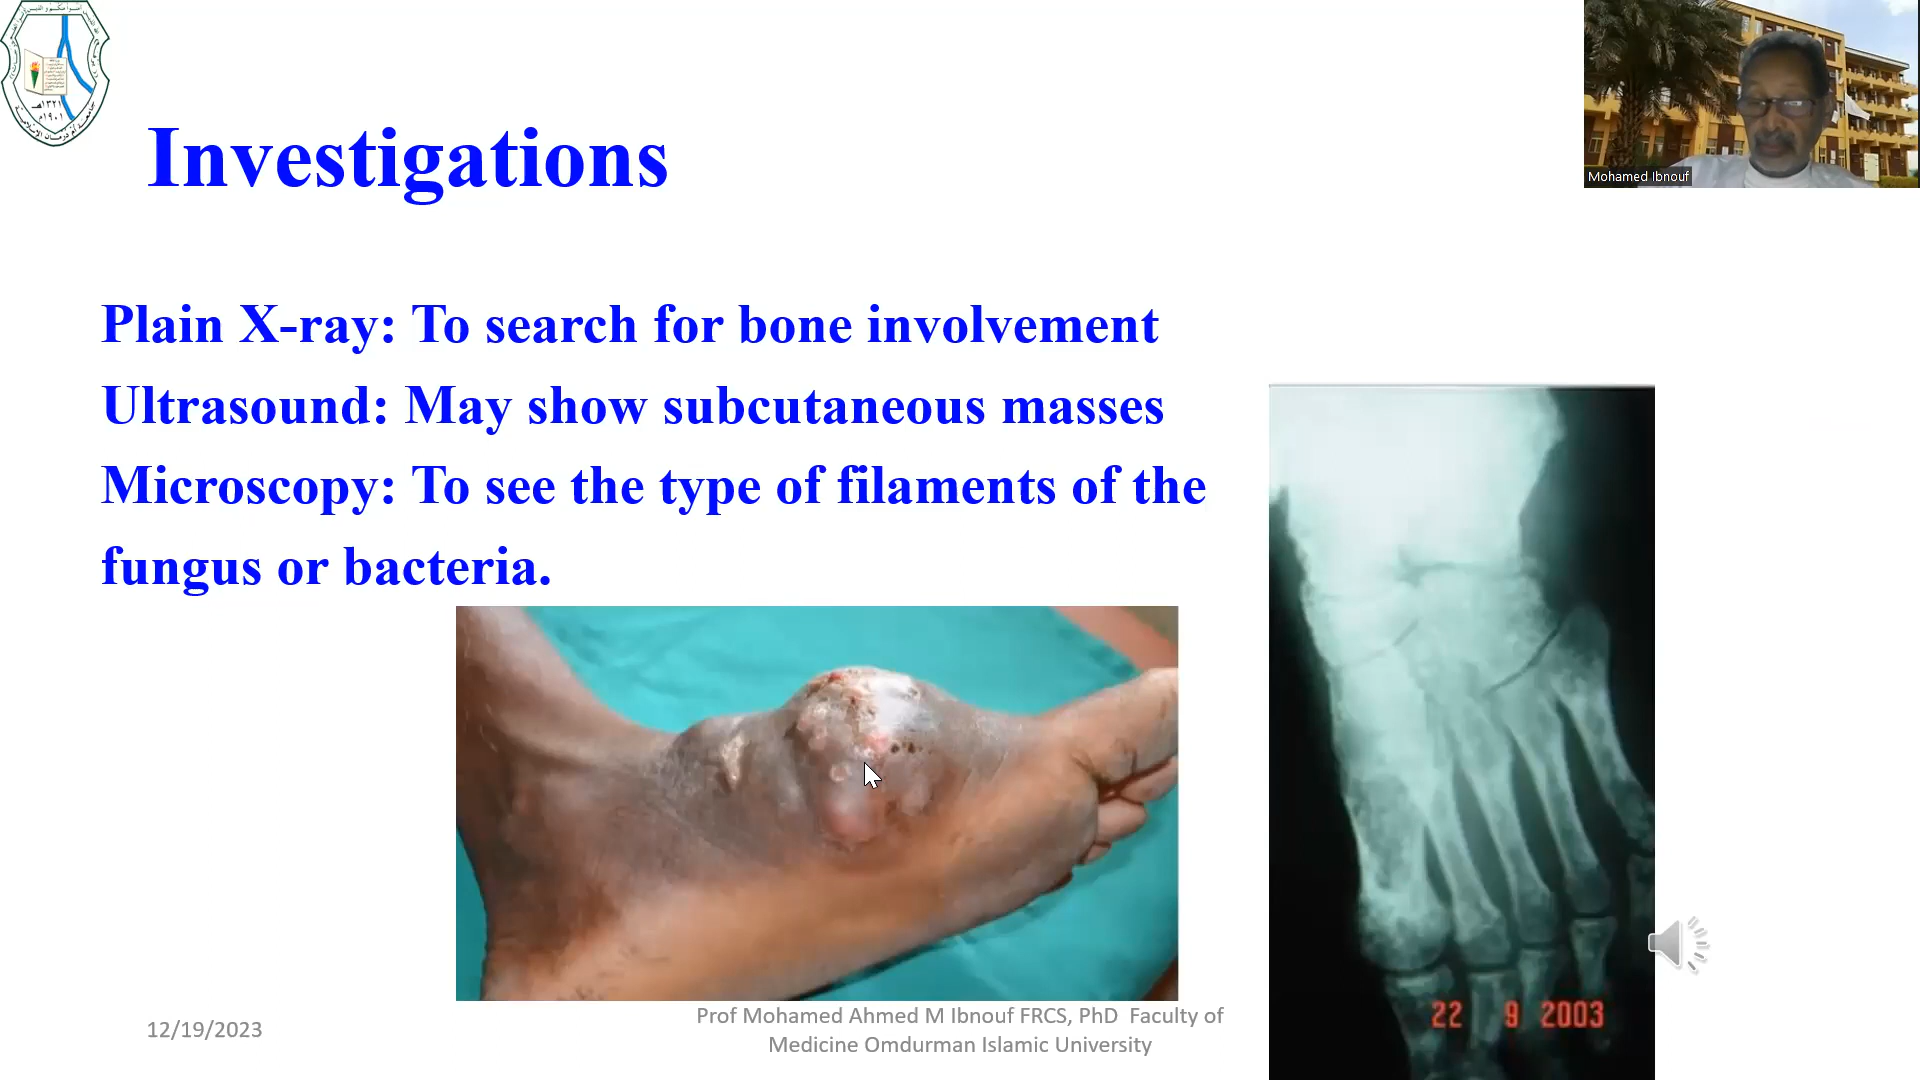 Investigations
Mohamed Ibnouf
Plain X-ray: To search for bone involvement
Ultrasound: May show subcutaneous masses
Microscopy: To see the type of filaments of the
fungus or bacteria.
22 9 2003
12/19/2023
Prof Mohamed Ahmed M Ibnouf FRCS, PhD Faculty of
Medicine Omdurman Islamic University